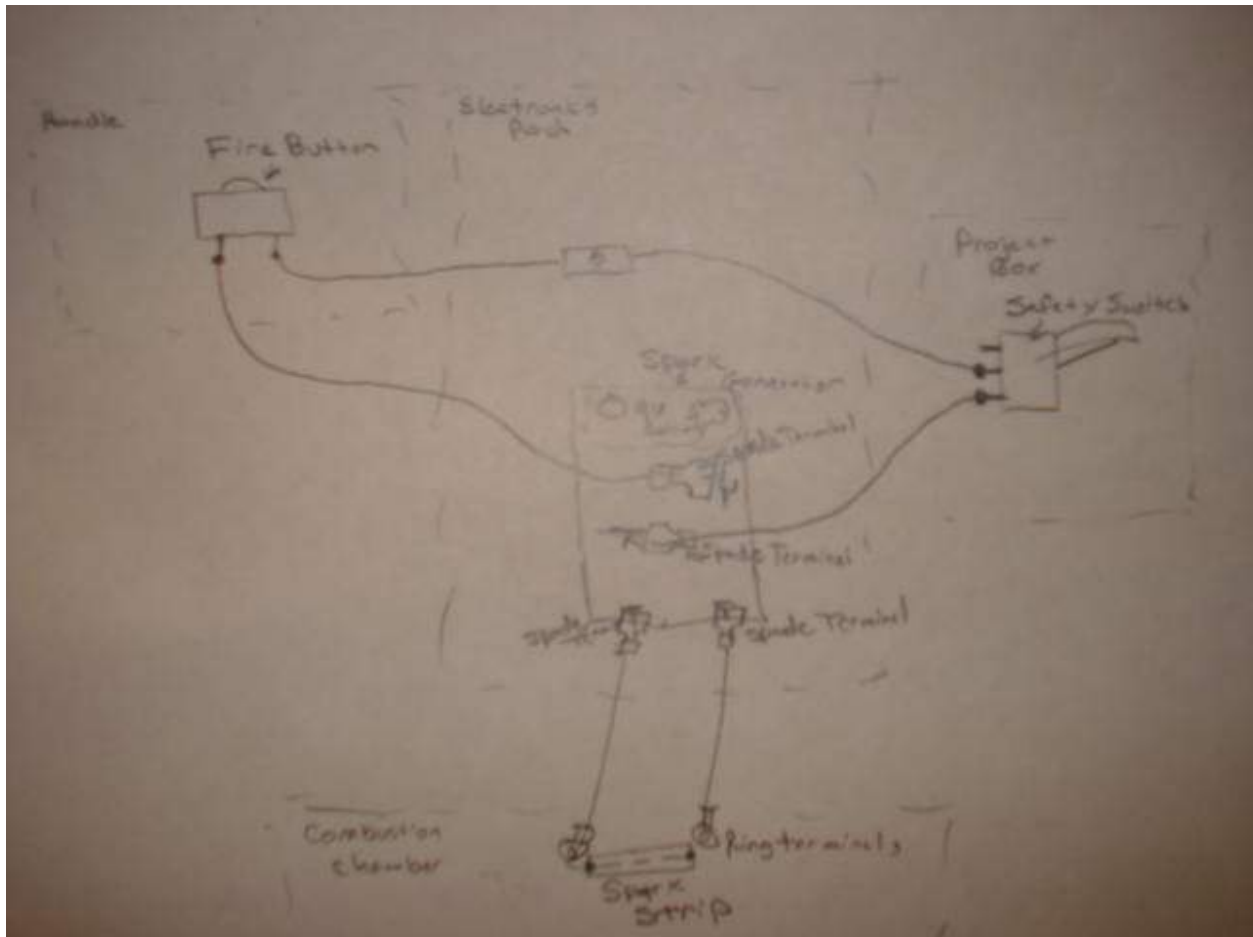 Handle
Electronics
Fire Button
Project
Box
Safety Switch
Spark
Generator
Spade Terminal
Spade Terminal
Spade
Spade Terminal
Combustion
chamber
Ring terminals
Spark
Strip